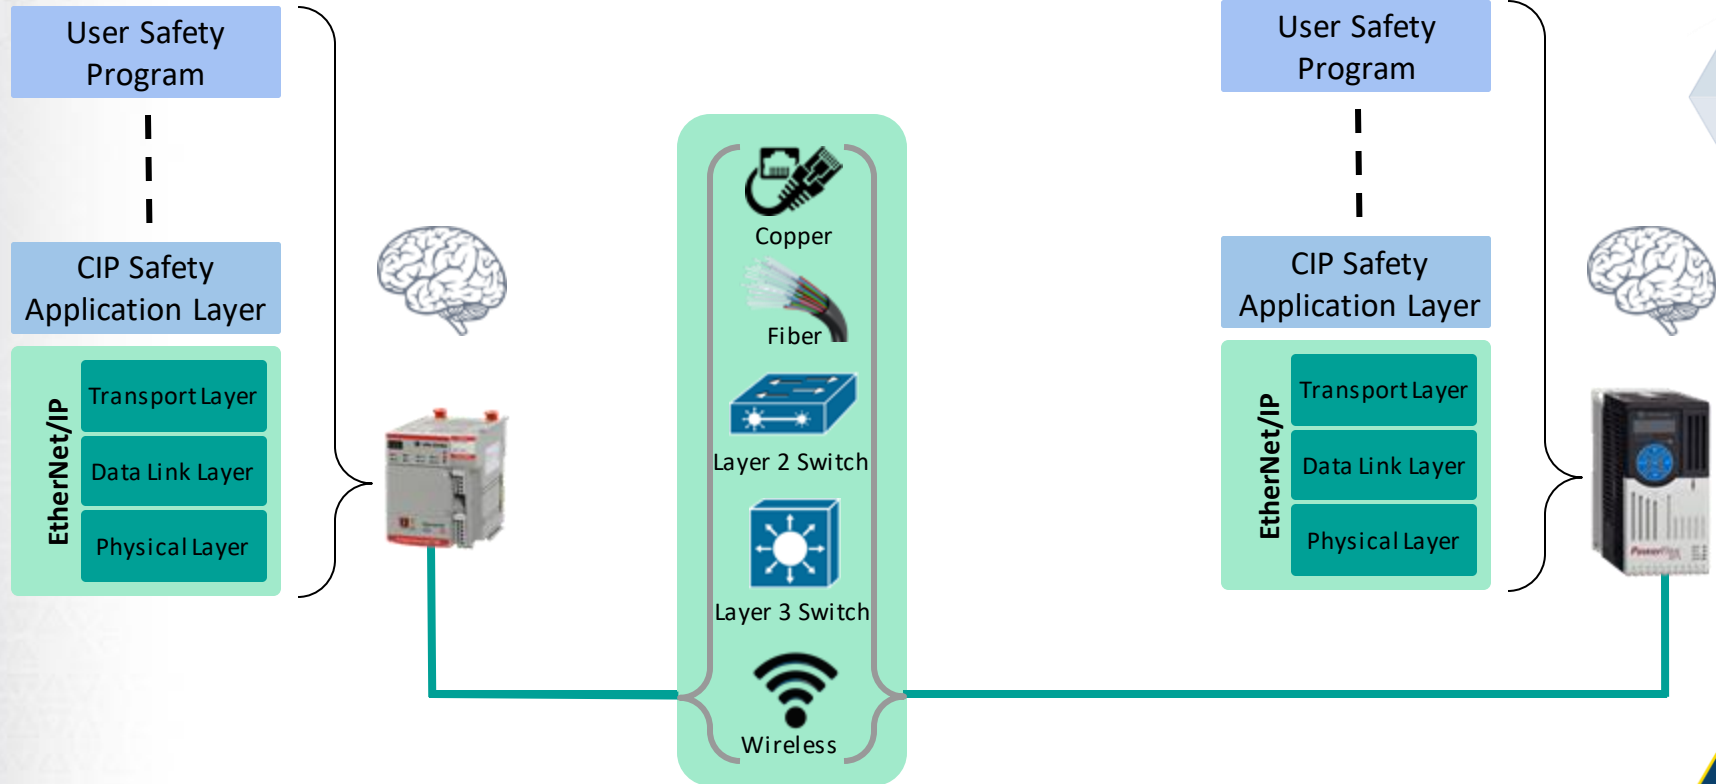 User Safety
Program
CIP Safety
Application Layer
EtherNet/IP
Transport Layer
Data Link Layer
Physical Layer
Copper
Fiber
Layer 2 Switch
Layer 3 Switch
Wireless
User Safety
Program
CIP Safety
Application Layer
EtherNet/IP
Transport Layer
Data Link Layer
Physical Layer
PowerFlex